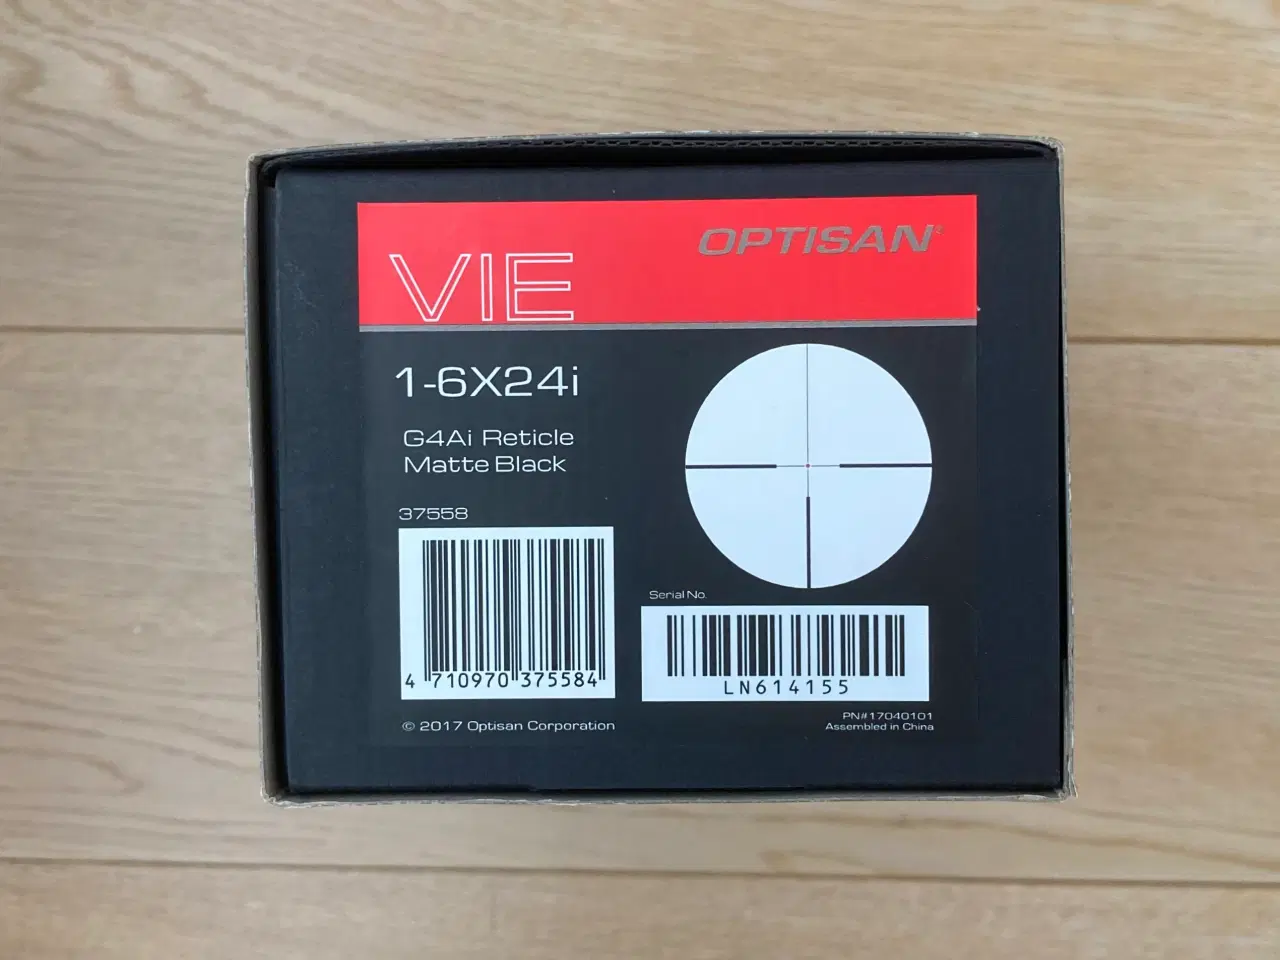 OPTISAN®
VIE
1-6X24i
G4Ai Reticle
Matte Black
37558
4 710970 375584
Serial No.
LN614155
© 2017 Optisan Corporation
PN#17040101
Assembled in China